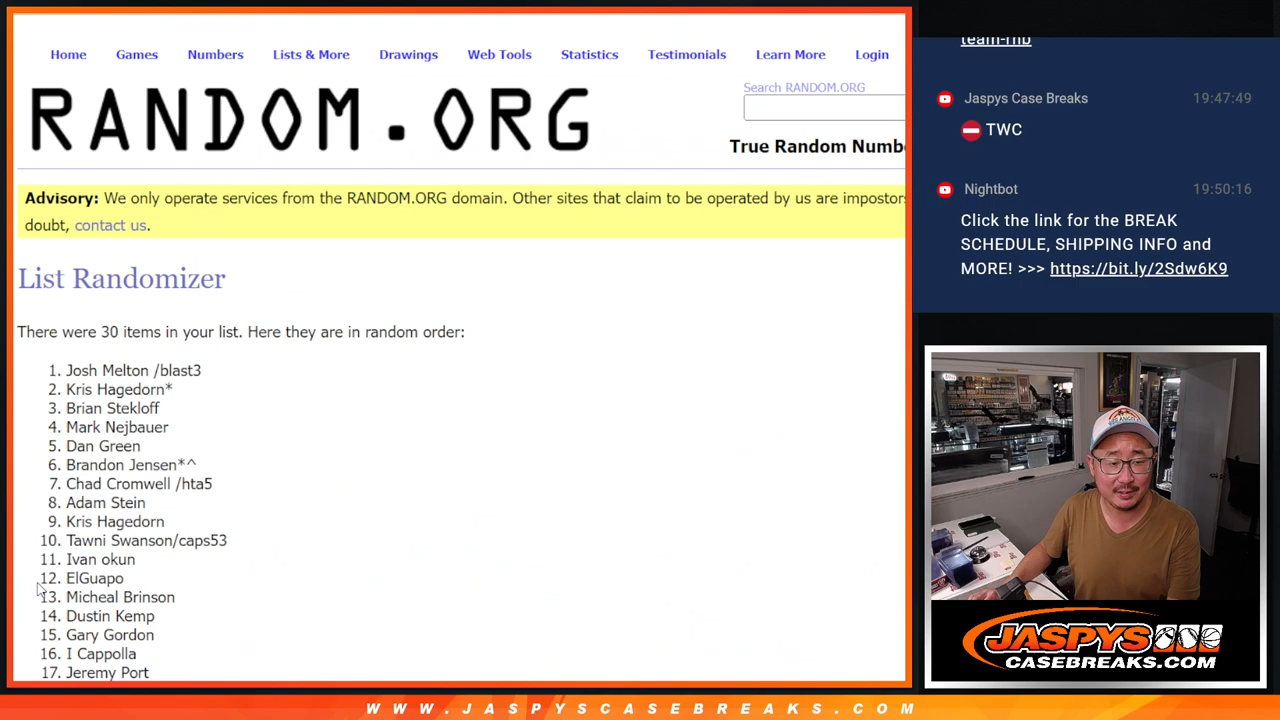 Home Games Numbers Lists & More Drawings Web Tools Statistics Testimonials Learn More Login
RANDOM.ORG
Search RANDOM.ORG
True Random Numb
Advisory: We only operate services from the RANDOM.ORG domain. Other sites that claim to be operated by us are impostors
doubt, contact us.
List Randomizer
There were 30 items in your list. Here they are in random order:
1. Josh Melton /blast3
2. Kris Hagedorn*
3. Brian Stekloff
4. Mark Nejbauer
5. Dan Green
6. Brandon Jensen*^
7. Chad Cromwell /hta5
8. Adam Stein
9. Kris Hagedorn
10. Tawni Swanson/caps53
11. Ivan okun
12. ElGuapo
13. Micheal Brinson
14. Dustin Kemp
15. Gary Gordon
16. I Cappolla
17. Jeremy Port
team-rnb
Jaspys Case Breaks 19:47:49
TWC
Nightbot 19:50:16
Click the link for the BREAK
SCHEDULE, SHIPPING INFO and
MORE! >>> https://bit.ly/2Sdw6K9
JASPYS
CASEBREAKS.COM
WWW.JASPYSCASEBREAKS.COM